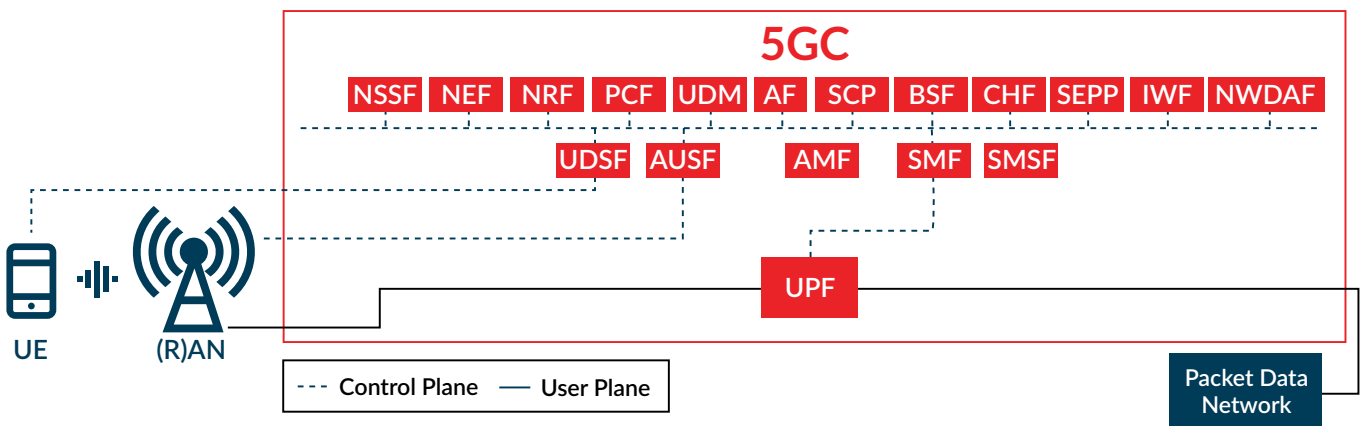 5GC
NSSF NEF NRF PCF UDM AF SCP BSF CHF SEPP IWF NWDAF
UDSF AUSF AMF SMF SMSF
UPF
UE (R)AN
--- Control Plane — User Plane
Packet Data
Network